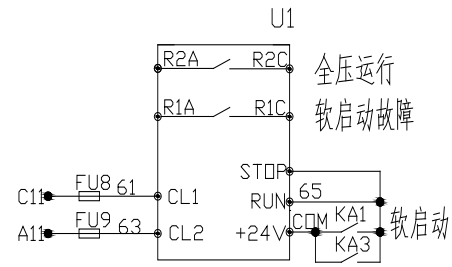 U1
R2A R2C 全压运行
R1A R1C 软启动故障
STOP
C11 FU8 61 CL1 RUN 65
A11 FU9 63 CL2 +24V COM KA1 软启动
KA3